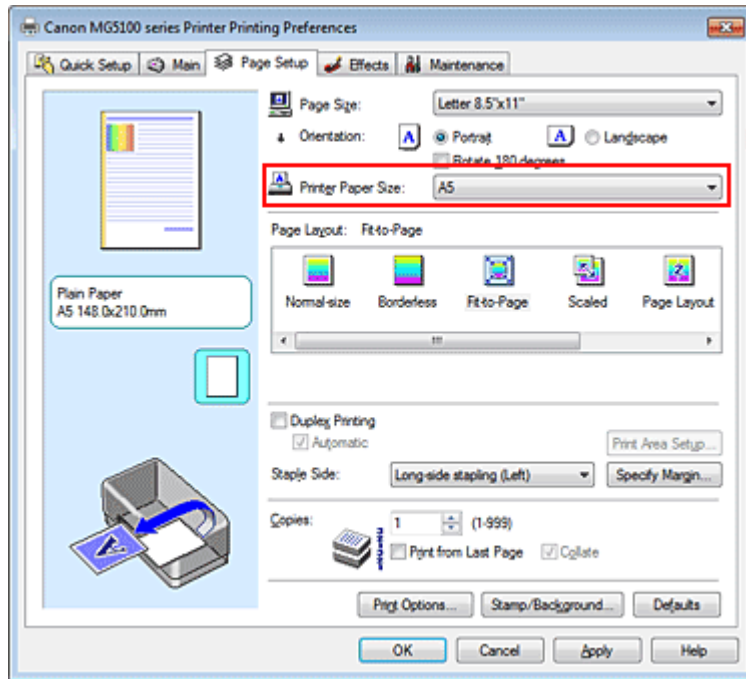 Canon MG5100 series Printer Printing Preferences
Quick Setup Main Page Setup Effects Maintenance
Page Size: Letter 8.5"x11"
Orientation: A Portrait A Landscape
Rotate 180 degrees
Printer Paper Size: A5
Page Layout: Fit-to-Page
Normal-size Borderless Fit-to-Page Scaled Page Layout
Plain Paper
A5 148.0x210.0mm
Duplex Printing
Automatic
Print Area Setup...
Staple Side: Long-side stapling (Left) Specify Margin...
Copies: 1 (1-999)
Print from Last Page Collate
Print Options... Stamp/Background... Defaults
OK Cancel Apply Help